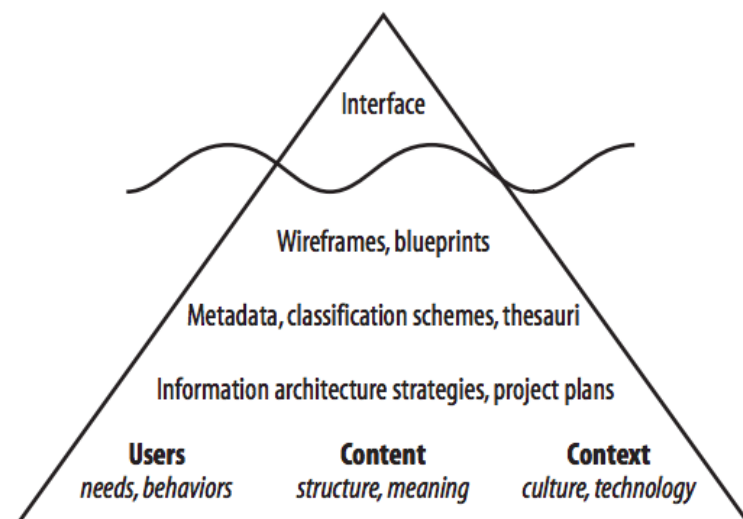 Interface
Wireframes, blueprints
Metadata, classification schemes, thesauri
Information architecture strategies, project plans
Users Content Context
needs, behaviors structure, meaning culture, technology